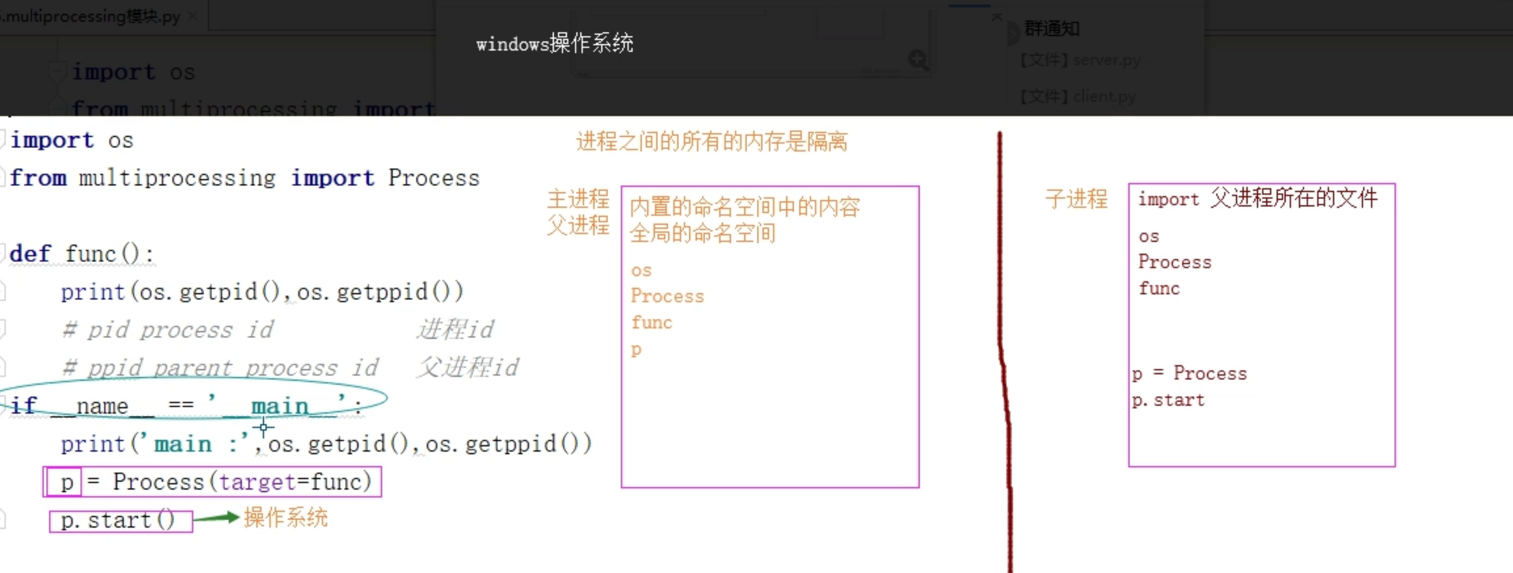 .multiprocessing模块.py
windows操作系统
群通知
【文件】server.py
【文件】client.py
import os
from multiprocessing import
import os
from multiprocessing import Process
def func():
print(os.getpid(),os.getppid())
# pid process id 进程id
# ppid parent process id 父进程id
if __name__ == '__main__':
print('main :',os.getpid(),os.getppid())
p = Process(target=func)
p.start()
操作系统
进程之间的所有的内存是隔离
主进程
父进程
内置的命名空间中的内容
全局的命名空间
os
Process
func
p
子进程
import 父进程所在的文件
os
Process
func
p = Process
p.start